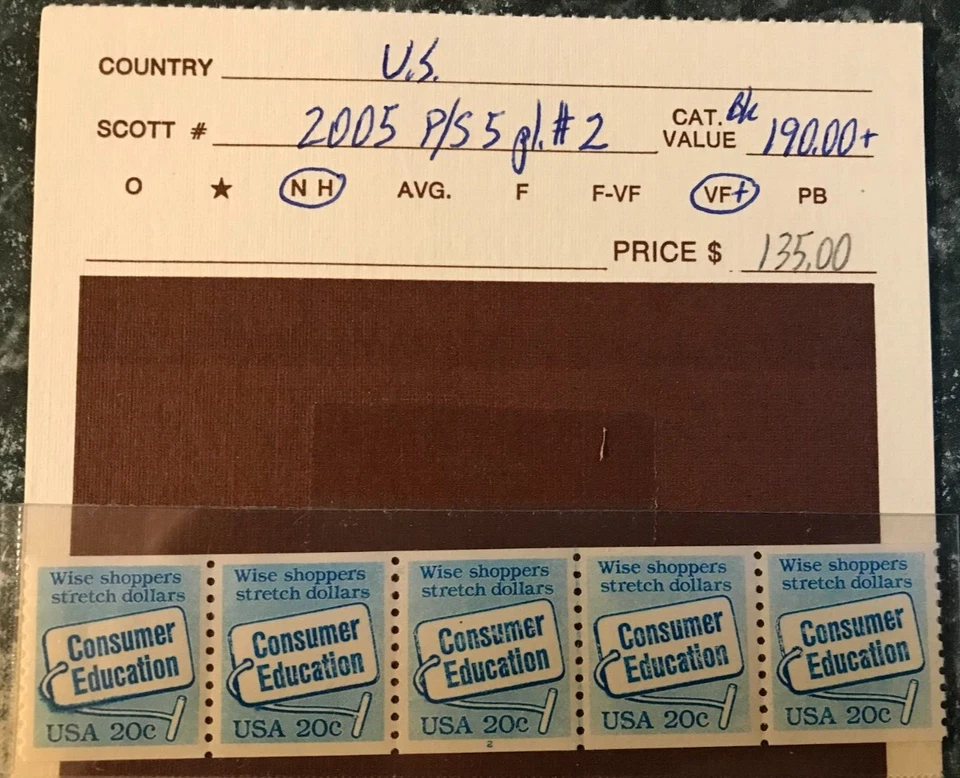 COUNTRY U.S.
SCOTT # 2005 P/S 5 pl. #2 CAT. VALUE Bk 190.00+
O ★ N H AVG. F F-VF VF+ PB
PRICE $ 135.00
Wise shoppers stretch dollars
Consumer Education
USA 20c
Wise shoppers stretch dollars
Consumer Education
USA 20c
Wise shoppers stretch dollars
Consumer Education
USA 20c
2
Wise shoppers stretch dollars
Consumer Education
USA 20c
Wise shoppers stretch dollars
Consumer Education
USA 20c